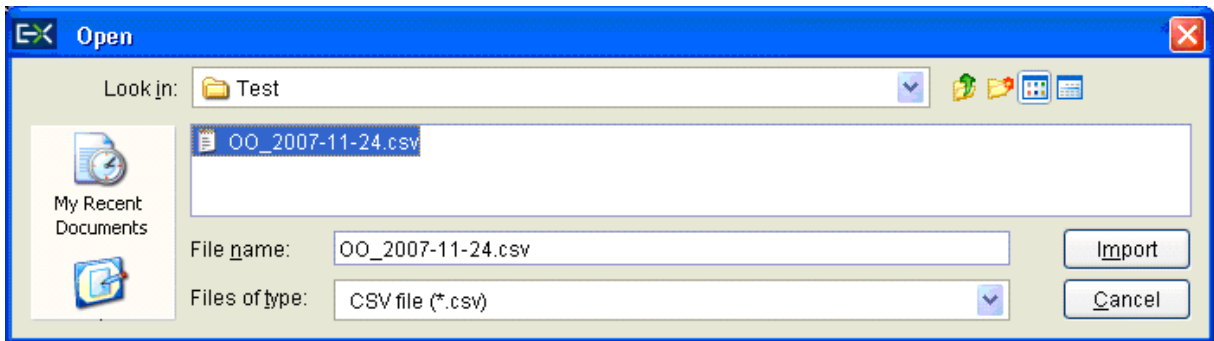 E-X Open
Look in: Test
OO_2007-11-24.csv
My Recent
Documents
File name: OO_2007-11-24.csv Import
Files of type: CSV file (*.csv) Cancel